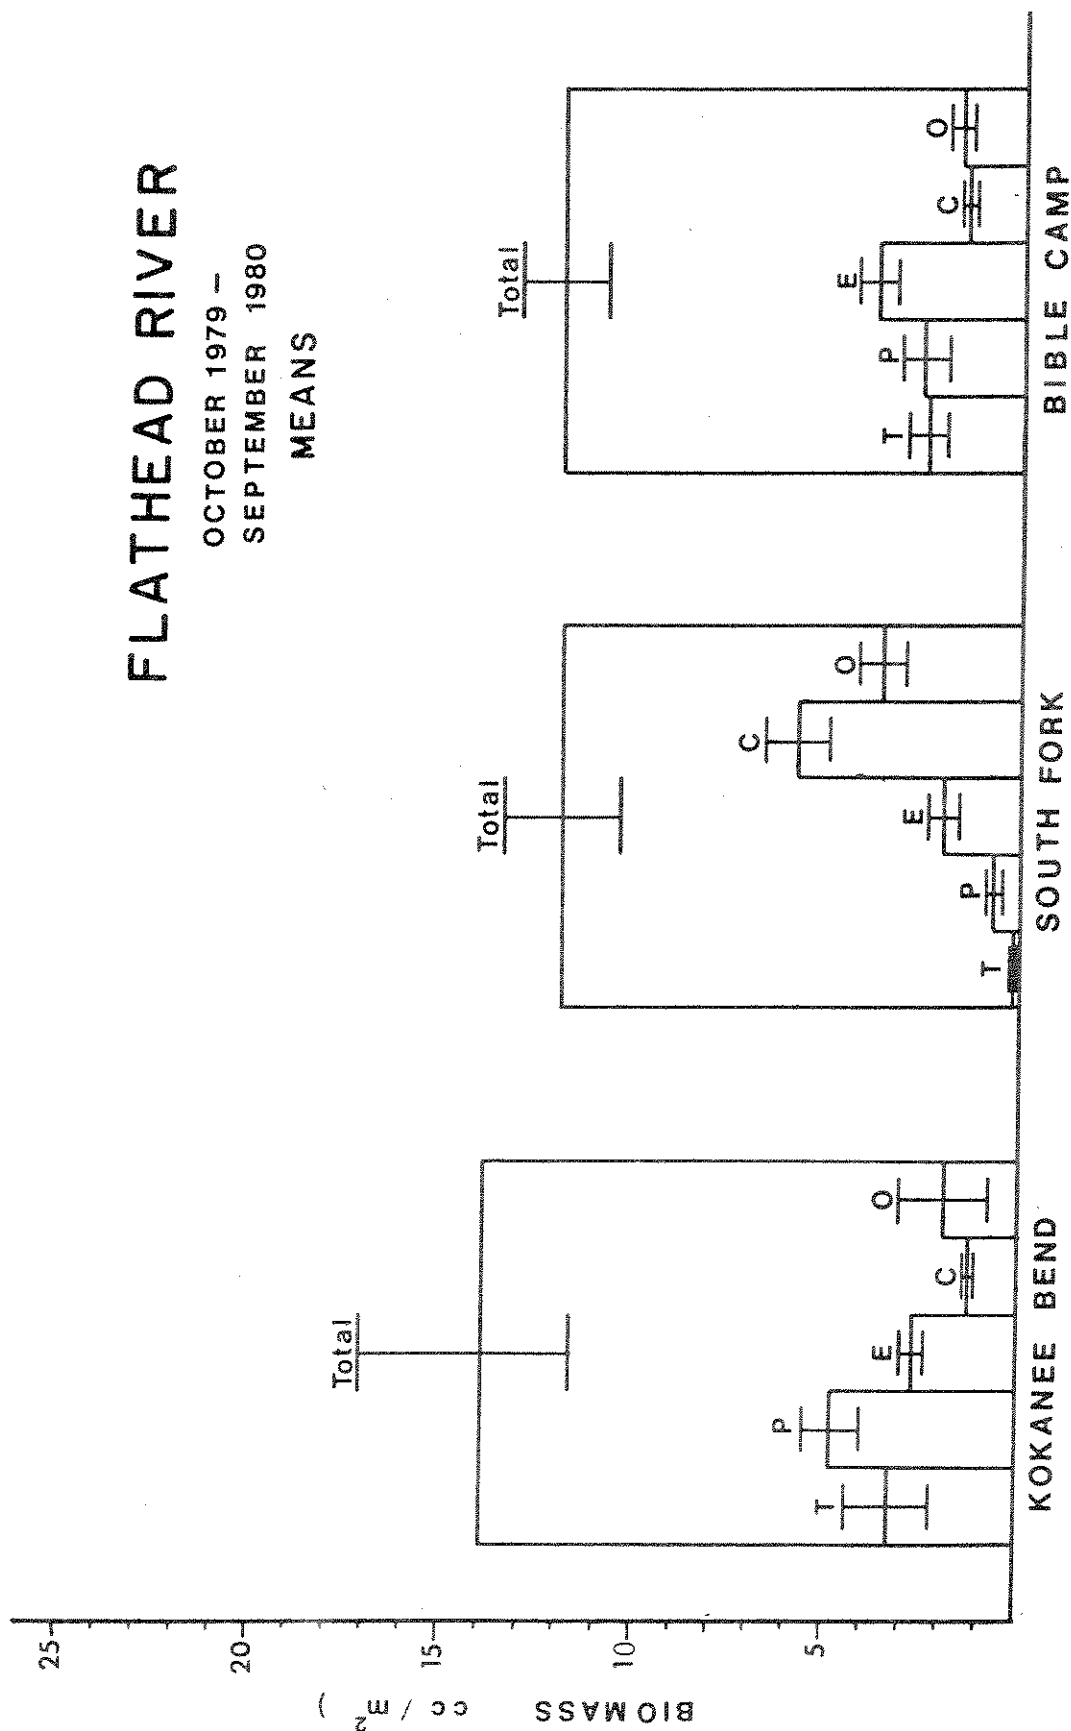 FLATHEAD RIVER
OCTOBER 1979 –
SEPTEMBER 1980
MEANS
BIOMASS cc/m2 )
25
20
15
10
5
Total
T
P
E
C
O
KOKANEE BEND
Total
T
P
E
C
O
SOUTH FORK
Total
T
P
E
C
O
BIBLE CAMP